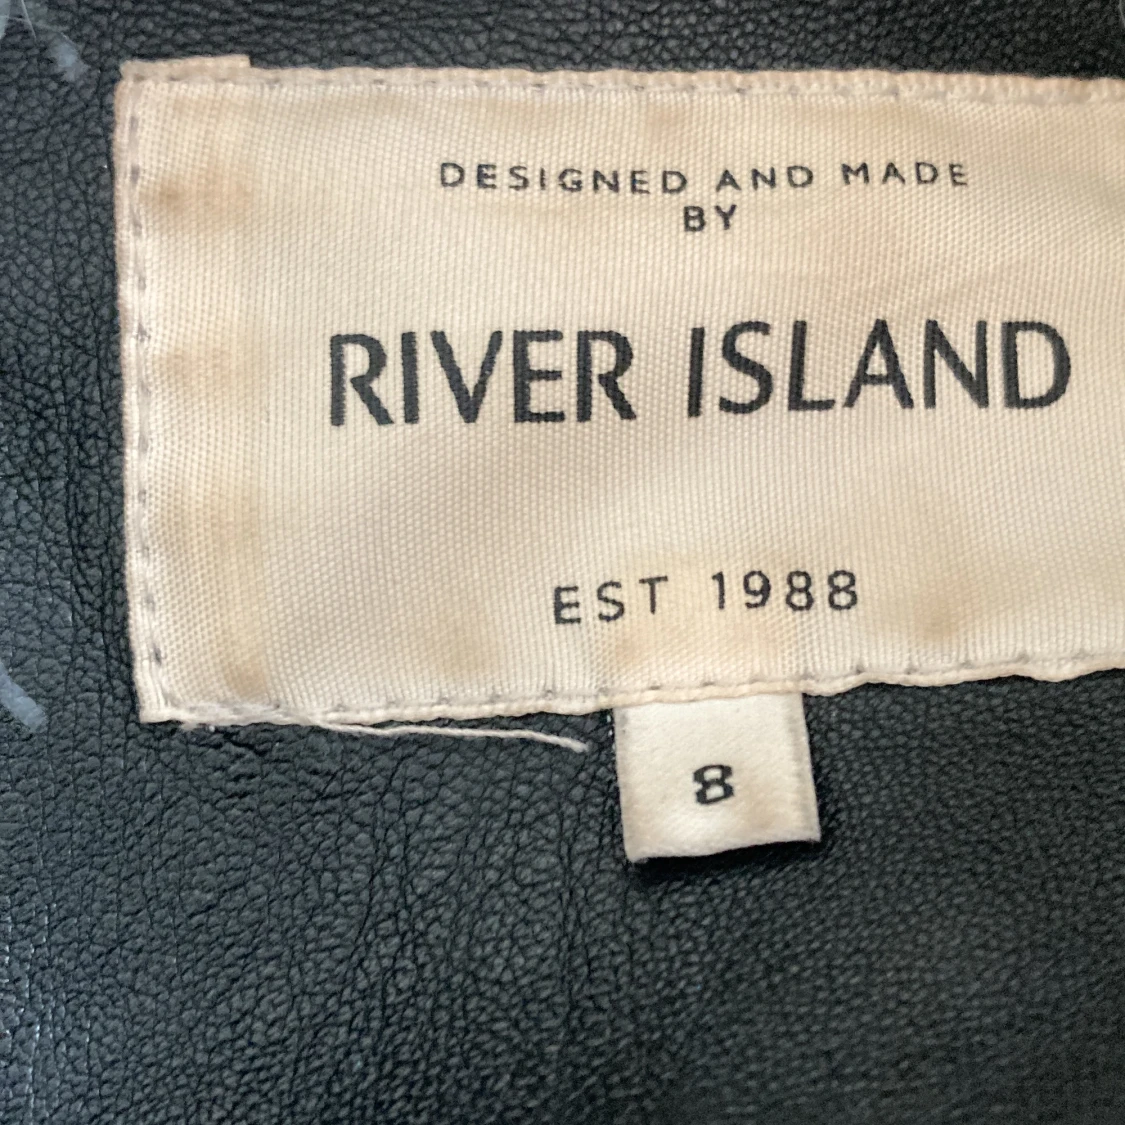 DESIGNED AND MADE
BY
RIVER ISLAND
EST 1988
8